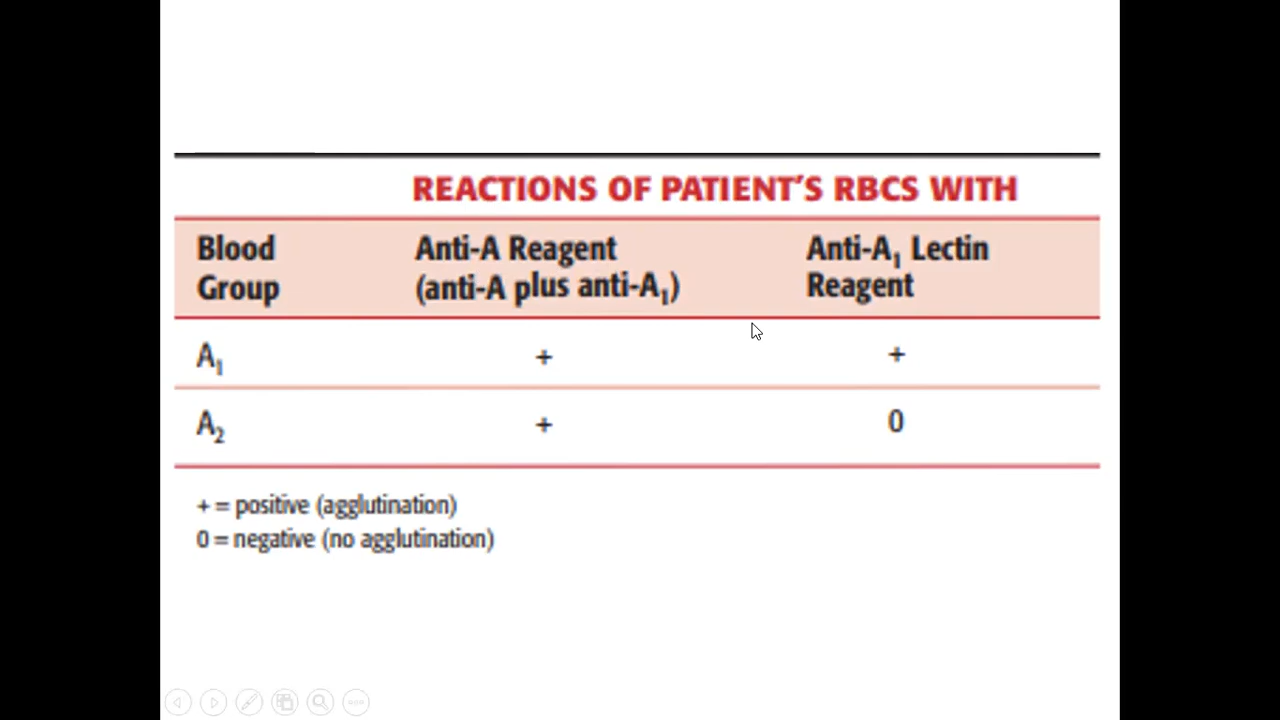 REACTIONS OF PATIENT'S RBCS WITH
Blood Group Anti-A Reagent (anti-A plus anti-A₁) Anti-A₁ Lectin Reagent
A₁ + +
A₂ + 0
+ = positive (agglutination)
0 = negative (no agglutination)